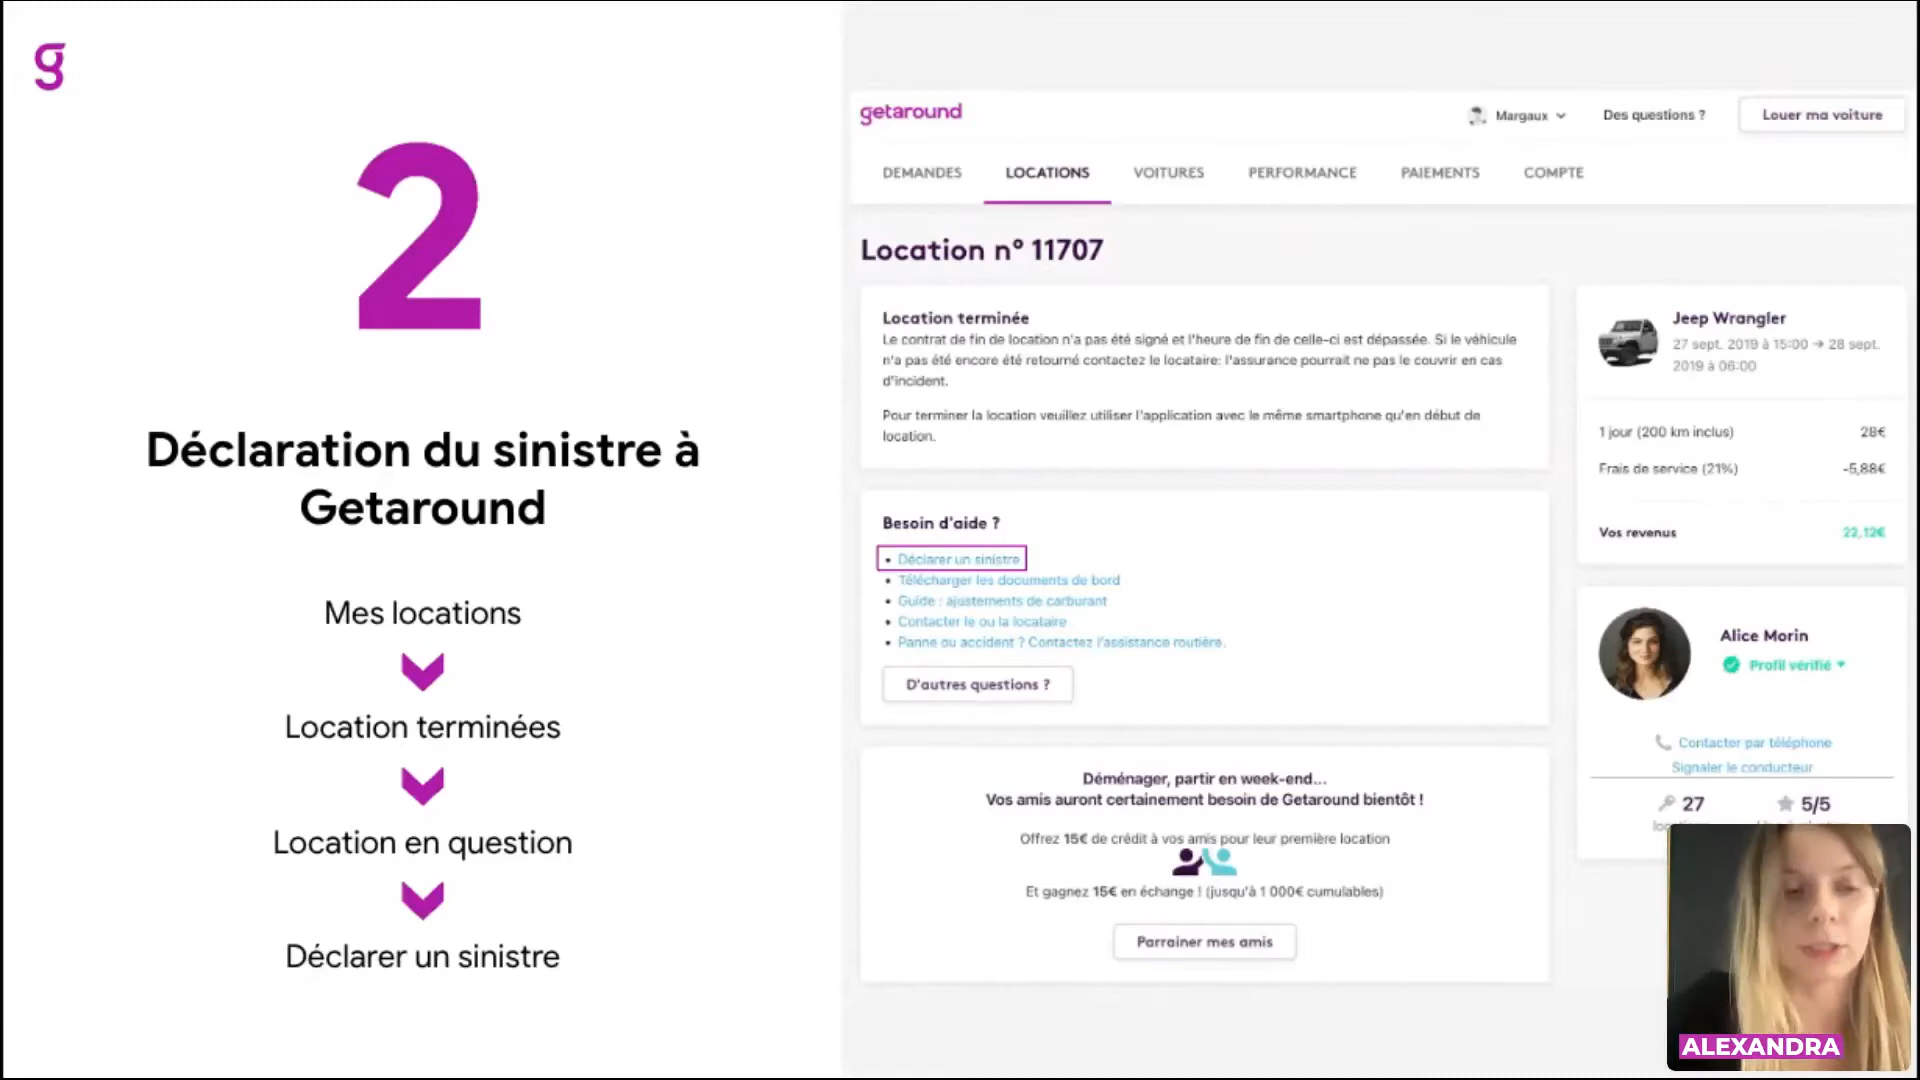 g
2
Déclaration du sinistre à
Getaround
Mes locations
Location terminées
Location en question
Déclarer un sinistre
getaround
Margaux
Des questions ?
Louer ma voiture
DEMANDES
LOCATIONS
VOITURES
PERFORMANCE
PAIEMENTS
COMPTE
Location n° 11707
Location terminée
Le contrat de fin de location n'a pas été signé et l'heure de fin de celle-ci est dépassée. Si le véhicule
n'a pas été encore été retourné contactez le locataire: l'assurance pourrait ne pas le couvrir en cas
d'incident.
Pour terminer la location veuillez utiliser l'application avec le même smartphone qu'en début de
location.
Besoin d'aide ?
• Déclarer un sinistre
• Télécharger les documents de bord
• Guide : ajustements de carburant
• Contacter le ou la locataire
• Panne ou accident ? Contactez l'assistance routière.
D'autres questions ?
Déménager, partir en week-end...
Vos amis auront certainement besoin de Getaround bientôt !
Offrez 15€ de crédit à vos amis pour leur première location
Et gagnez 15€ en échange ! (jusqu'à 1 000€ cumulables)
Parrainer mes amis
Jeep Wrangler
27 sept. 2019 à 15:00 → 28 sept.
2019 à 06:00
1 jour (200 km inclus) 28€
Frais de service (21%) -5,88€
Vos revenus 22,12€
Alice Morin
Profil vérifié
Contacter par téléphone
Signaler le conducteur
27
5/5
ALEXANDRA